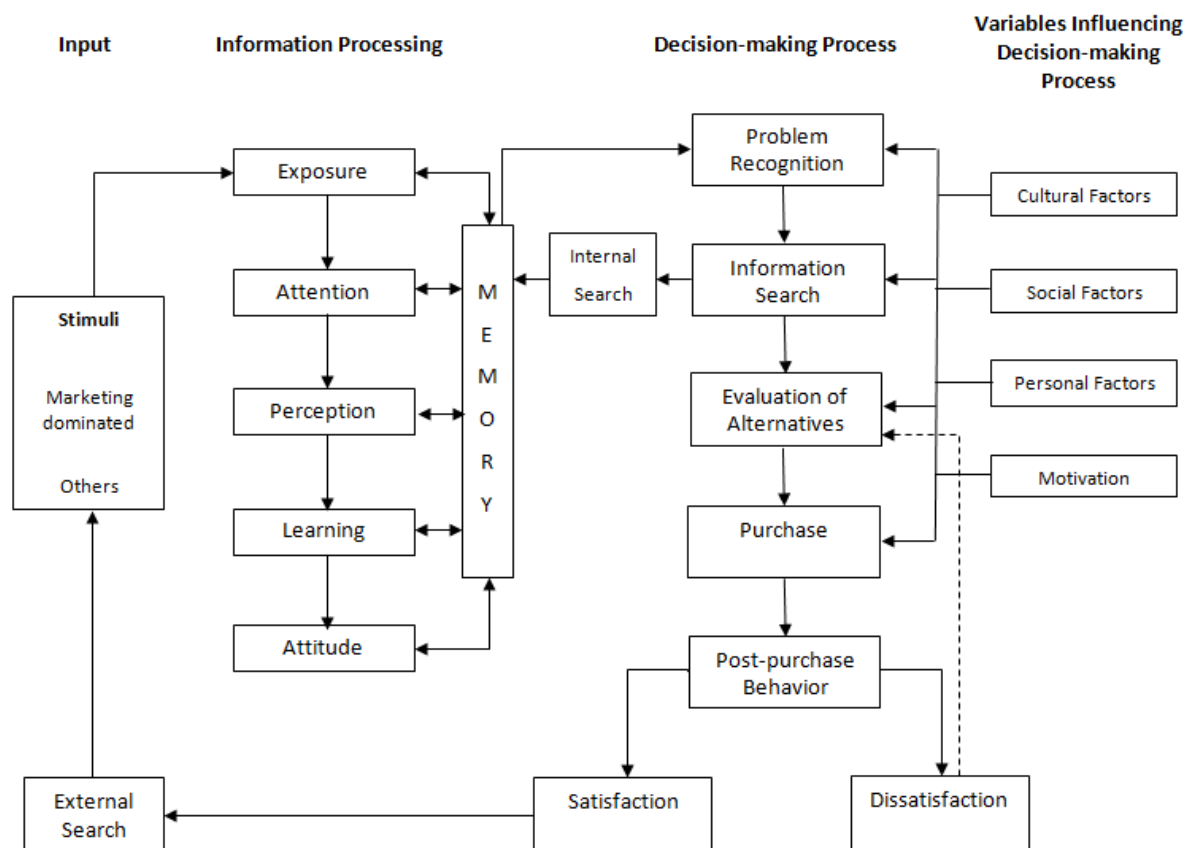 Input
Information Processing
Decision-making Process
Variables Influencing
Decision-making
Process
Stimuli
Marketing
dominated
Others
Exposure
Attention
Perception
Learning
Attitude
M
E
M
O
R
Y
Internal
Search
Problem
Recognition
Information
Search
Evaluation of
Alternatives
Purchase
Post-purchase
Behavior
Cultural Factors
Social Factors
Personal Factors
Motivation
External
Search
Satisfaction
Dissatisfaction